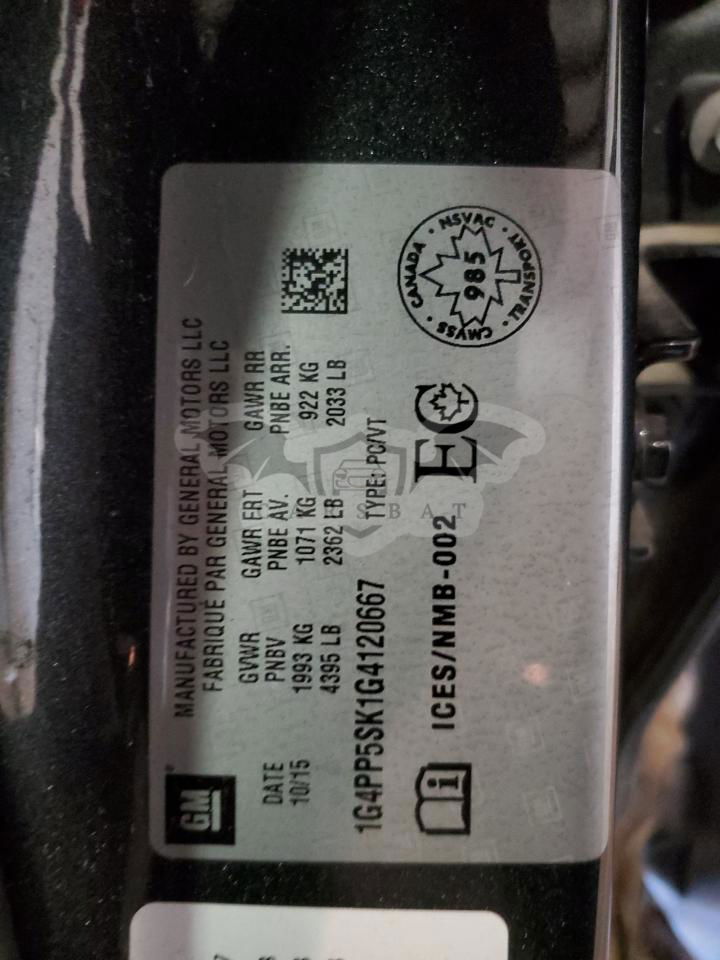 GM
MANUFACTURED BY GENERAL MOTORS LLC
FABRIQUÉ PAR GENERAL MOTORS LLC
DATE GVWR GAWR FRT GAWR RR
10/15 PNBV PNBE AV. PNBE ARR.
1993 KG 1071 KG 922 KG
4395 LB 2362 LB 2033 LB
1G4PP5SK1G4120667 TYPE: PC/VT
i ICES/NMB-002 EC
CANADA • NSVAC • TRANSPORT • CMVSS •
985
SBAT